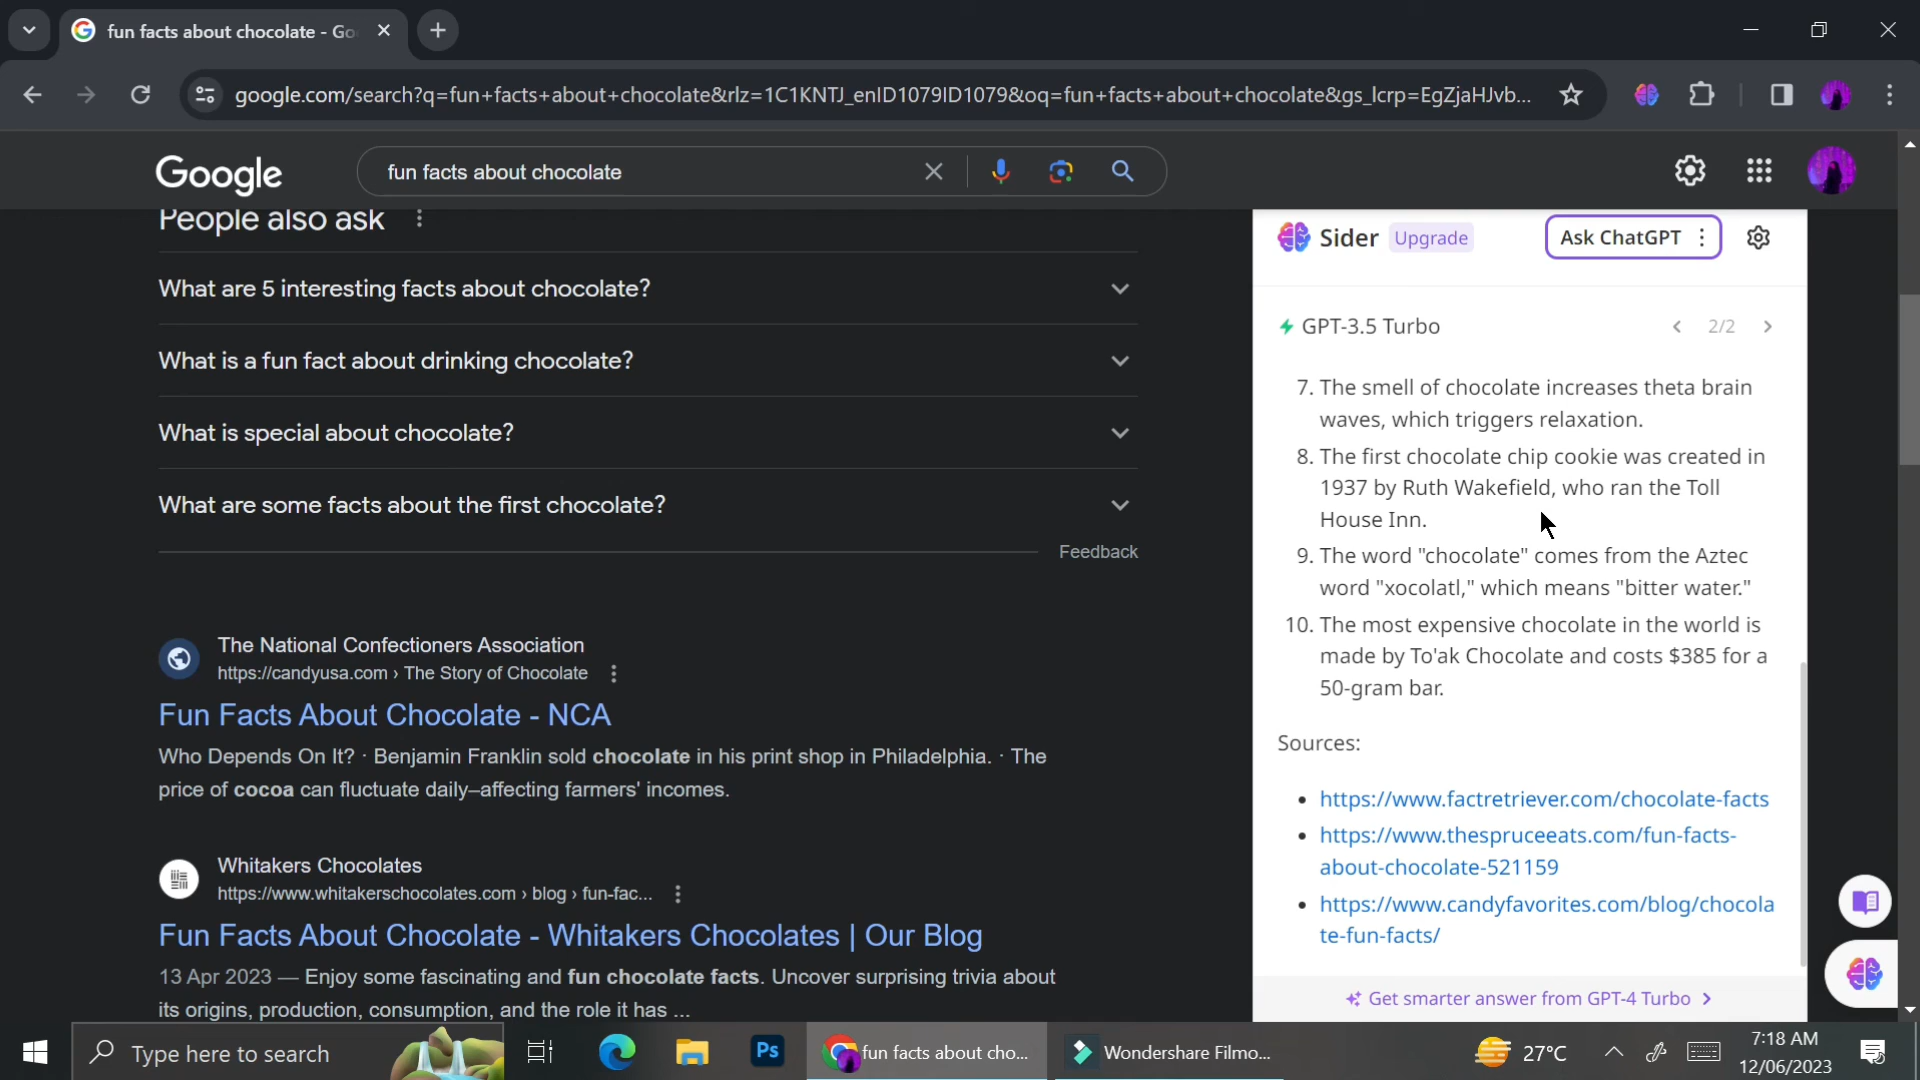 fun facts about chocolate - Go
google.com/search?q=fun+facts+about+chocolate&rlz=1C1KNTJ_enID1079ID1079&oq=fun+facts+about+chocolate&gs_lcrp=EgZjaHJvb...
Google
fun facts about chocolate
People also ask
What are 5 interesting facts about chocolate?
What is a fun fact about drinking chocolate?
What is special about chocolate?
What are some facts about the first chocolate?
Feedback
The National Confectioners Association
https://candyusa.com › The Story of Chocolate
Fun Facts About Chocolate - NCA
Who Depends On It? · Benjamin Franklin sold chocolate in his print shop in Philadelphia. · The
price of cocoa can fluctuate daily–affecting farmers' incomes.
Whitakers Chocolates
https://www.whitakerschocolates.com › blog › fun-fac...
Fun Facts About Chocolate - Whitakers Chocolates | Our Blog
13 Apr 2023 — Enjoy some fascinating and fun chocolate facts. Uncover surprising trivia about
its origins, production, consumption, and the role it has ...
Sider Upgrade
Ask ChatGPT
GPT-3.5 Turbo
2/2
7. The smell of chocolate increases theta brain
waves, which triggers relaxation.
8. The first chocolate chip cookie was created in
1937 by Ruth Wakefield, who ran the Toll
House Inn.
9. The word "chocolate" comes from the Aztec
word "xocolatl," which means "bitter water."
10. The most expensive chocolate in the world is
made by To'ak Chocolate and costs $385 for a
50-gram bar.
Sources:
• https://www.factretriever.com/chocolate-facts
• https://www.thespruceeats.com/fun-facts-
about-chocolate-521159
• https://www.candyfavorites.com/blog/chocola
te-fun-facts/
Get smarter answer from GPT-4 Turbo
Type here to search
Ps
fun facts about cho...
Wondershare Filmo...
27°C
7:18 AM
12/06/2023